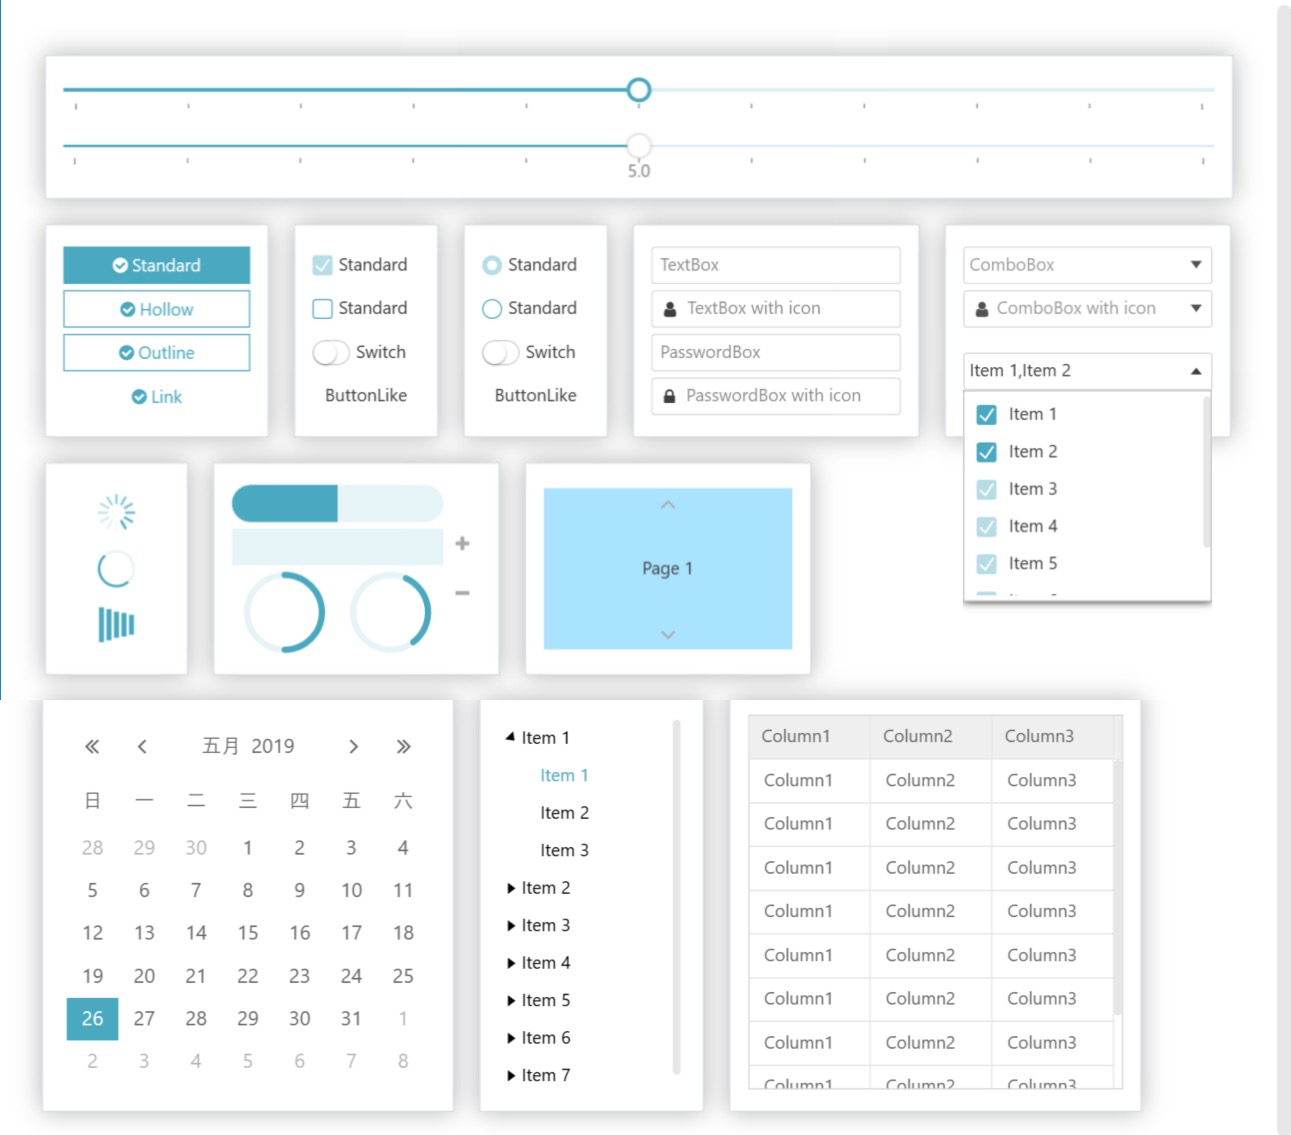 5.0
Standard
Hollow
Outline
Link
Standard
Standard
Switch
ButtonLike
Standard
Standard
Switch
ButtonLike
TextBox
TextBox with icon
PasswordBox
PasswordBox with icon
ComboBox
ComboBox with icon
Item 1,Item 2
Item 1
Item 2
Item 3
Item 4
Item 5
Page 1
五月 2019
日 一 二 三 四 五 六
28 29 30 1 2 3 4
5 6 7 8 9 10 11
12 13 14 15 16 17 18
19 20 21 22 23 24 25
26 27 28 29 30 31 1
2 3 4 5 6 7 8
Item 1
Item 1
Item 2
Item 3
Item 2
Item 3
Item 4
Item 5
Item 6
Item 7
Column1 Column2 Column3
Column1 Column2 Column3
Column1 Column2 Column3
Column1 Column2 Column3
Column1 Column2 Column3
Column1 Column2 Column3
Column1 Column2 Column3
Column1 Column2 Column3
Column1 Column2 Column3